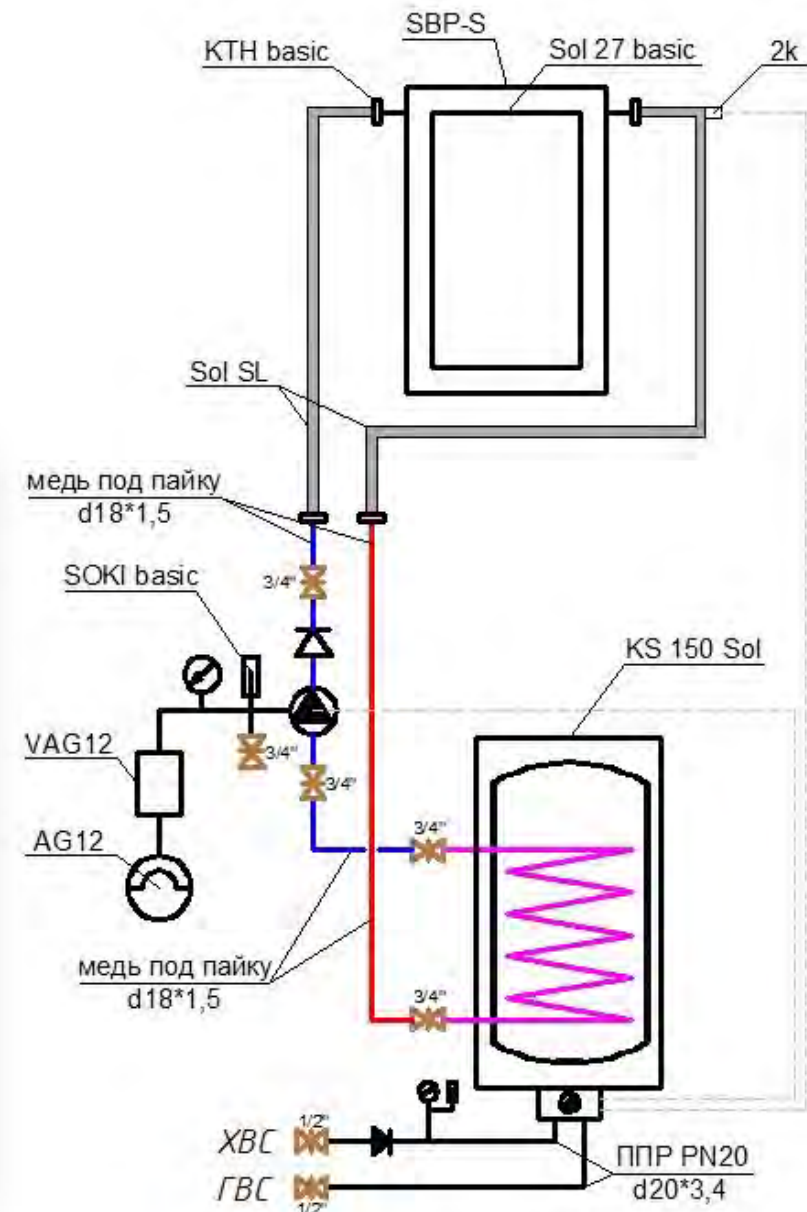 SBP-S
KTH basic
Sol 27 basic
2k
Sol SL
медь под пайку
d18*1,5
3/4"
SOKI basic
KS 150 Sol
VAG12
3/4"
3/4"
3/4"
AG12
медь под пайку
d18*1,5
3/4"
1/2"
ХВС
ППР PN20
d20*3,4
ГВС
1/2"